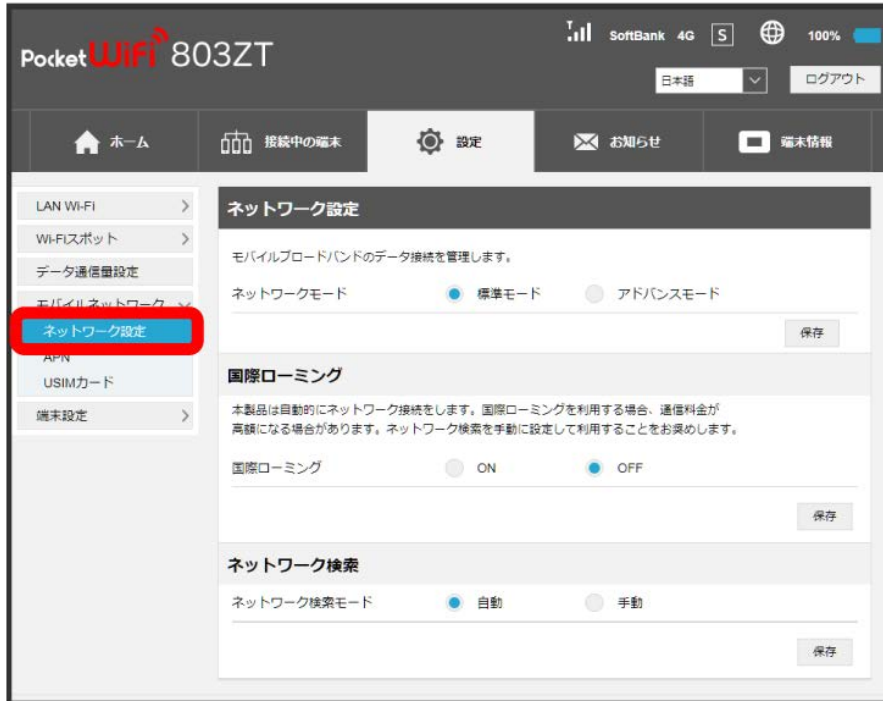 Pocket WiFi 803ZT
SoftBank 4G S 100%
日本語 ログアウト
ホーム 接続中の端末 設定 お知らせ 端末情報
LAN Wi-Fi
Wi-Fiスポット
データ通信量設定
モバイルネットワーク
ネットワーク設定
APN
USIMカード
端末設定
ネットワーク設定
モバイルブロードバンドのデータ接続を管理します。
ネットワークモード 標準モード アドバンスモード
保存
国際ローミング
本製品は自動的にネットワーク接続をします。国際ローミングを利用する場合、通信料金が
高額になる場合があります。ネットワーク検索を手動に設定して利用することをお奨めします。
国際ローミング ON OFF
保存
ネットワーク検索
ネットワーク検索モード 自動 手動
保存